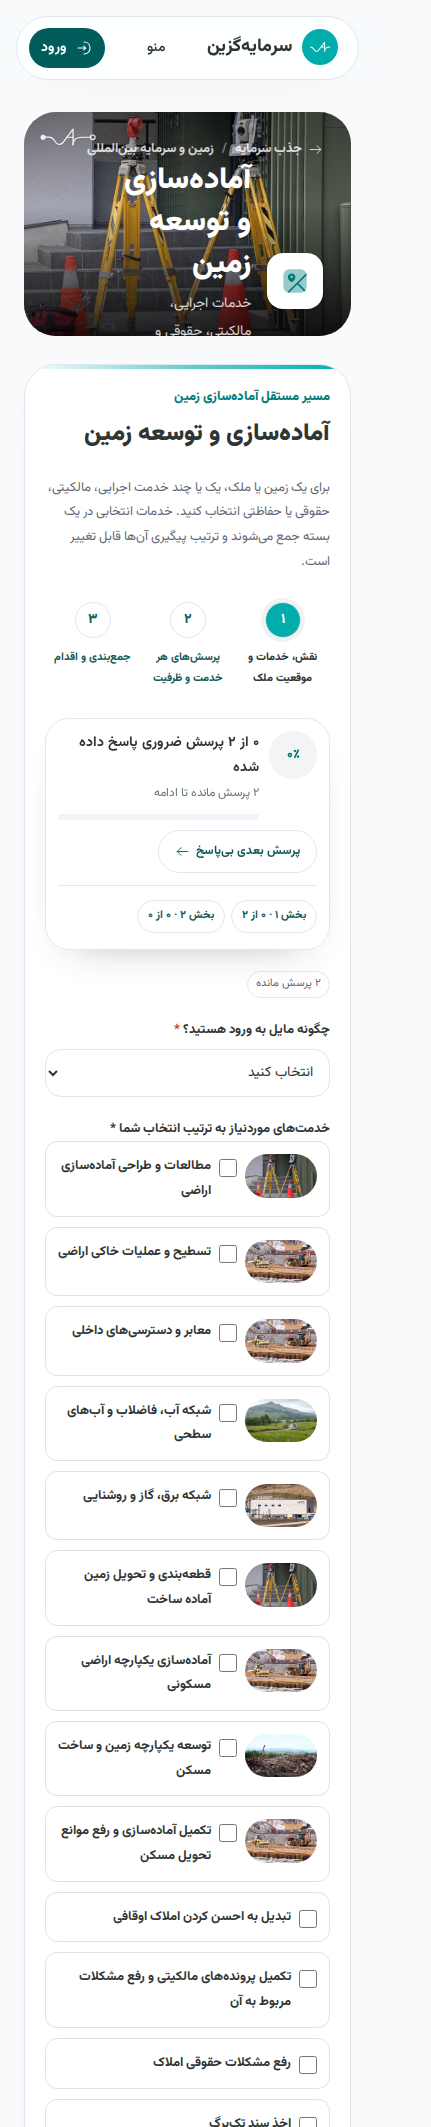 سرمایه‌گزین
منو
ورود
جذب سرمایه / زمین و سرمایه بین‌المللی
آماده‌سازی
و توسعه
زمین
خدمات اجرایی،
مالکیتی، حقوقی و
مسیر مستقل آماده‌سازی زمین
آماده‌سازی و توسعه زمین
برای یک زمین یا ملک، یک یا چند خدمت اجرایی، مالکیتی،
حقوقی یا حفاظتی انتخاب کنید. خدمات انتخابی در یک
بسته جمع می‌شوند و ترتیب پیگیری آن‌ها قابل تغییر
است.
۱
نقش، خدمات و
موقعیت ملک
۲
پرسش‌های هر
خدمت و ظرفیت
۳
جمع‌بندی و اقدام
۰٪
۰ از ۲ پرسش ضروری پاسخ داده
شده
۲ پرسش مانده تا ادامه
پرسش بعدی بی‌پاسخ ←
بخش ۱ · ۰ از ۲
بخش ۲ · ۰ از ۰
۲ پرسش مانده
چگونه مایل به ورود هستید؟ *
انتخاب کنید
خدمت‌های موردنیاز به ترتیب انتخاب شما *
مطالعات و طراحی آماده‌سازی
اراضی
تسطیح و عملیات خاکی اراضی
معابر و دسترسی‌های داخلی
شبکه آب، فاضلاب و آب‌های
سطحی
شبکه برق، گاز و روشنایی
قطعه‌بندی و تحویل زمین
آماده ساخت
آماده‌سازی یکپارچه اراضی
مسکونی
توسعه یکپارچه زمین و ساخت
مسکن
تکمیل آماده‌سازی و رفع موانع
تحویل مسکن
تبدیل به احسن کردن املاک اوقافی
تکمیل پرونده‌های مالکیتی و رفع مشکلات
مربوط به آن
رفع مشکلات حقوقی املاک
اخذ سند تک‌برگ